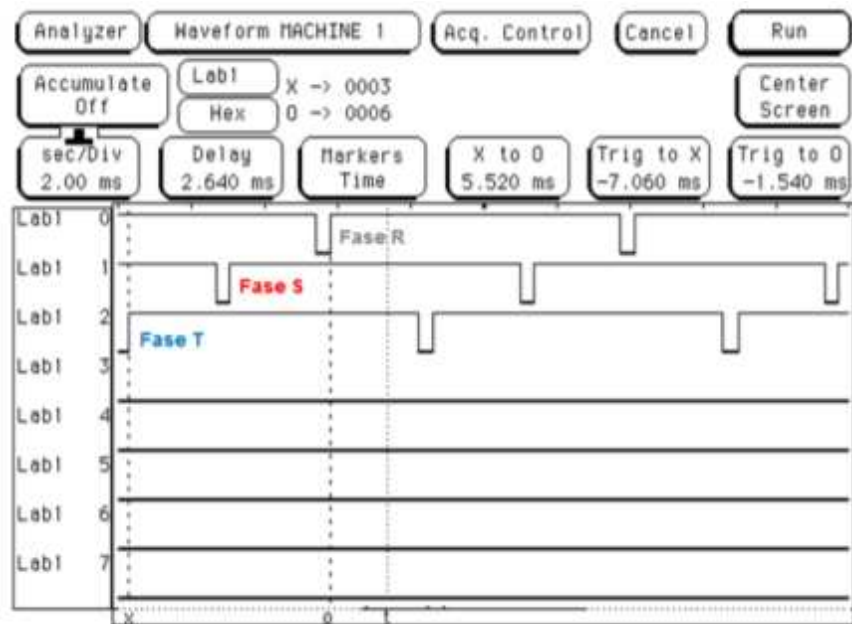 Analyzer Waveform MACHINE 1 Acq. Control Cancel Run
Accumulate Off Lab1 X -> 0003 Center Screen
Hex O -> 0006
sec/Div Delay Markers X to O Trig to X Trig to O
2.00 ms 2.640 ms Time 5.520 ms -7.060 ms -1.540 ms
Lab1 0
Fase R
Lab1 1
Fase S
Lab1 2
Fase T
Lab1 3
Lab1 4
Lab1 5
Lab1 6
Lab1 7
X O t